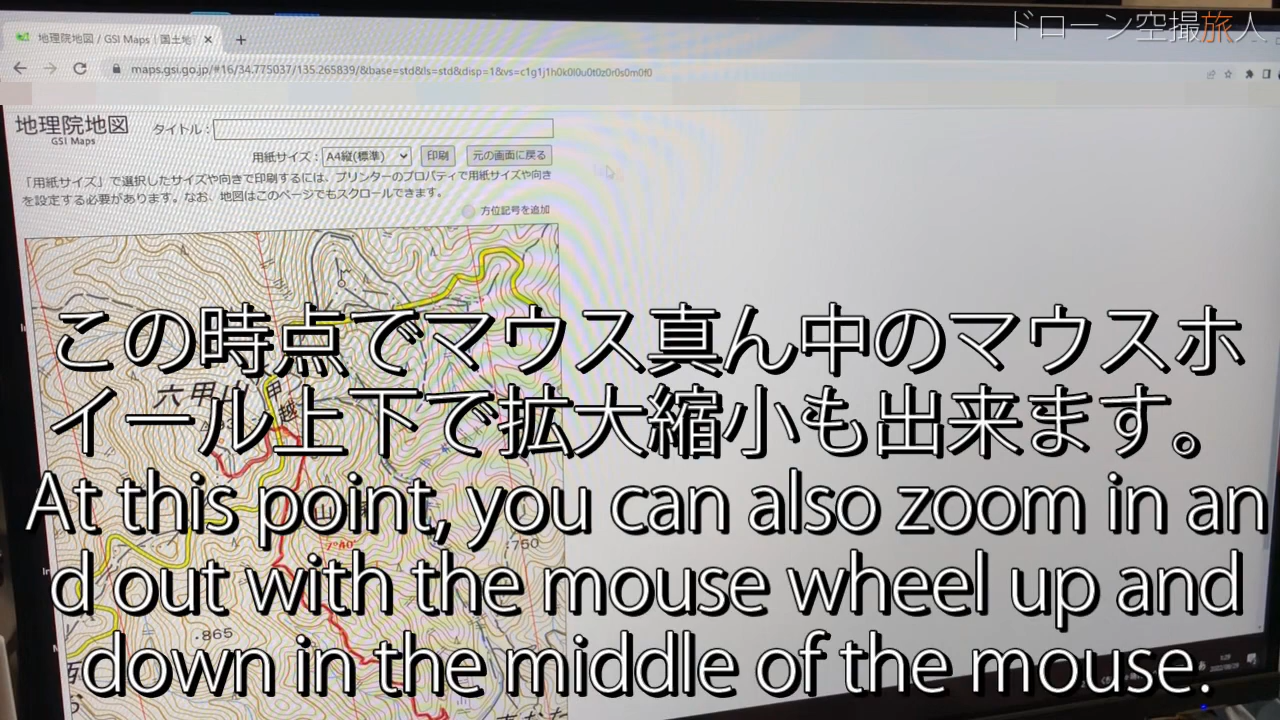 ドローン空撮旅人
地理院地図 / GSI Maps｜国土地
maps.gsi.go.jp/#16/34.775037/135.265839/&base=std&ls=std&disp=1&vs=c1g1j1h0k0l0u0t0z0r0s0m0f0
地理院地図
GSI Maps
タイトル：
用紙サイズ： A4縦(標準) 印刷 元の画面に戻る
「用紙サイズ」で選択したサイズや向きで印刷するには、プリンターのプロパティで用紙サイズや向き
を設定する必要があります。なお、地図はこのページでもスクロールできます。
方位記号を追加
この時点でマウス真ん中のマウスホ
イール上下で拡大縮小も出来ます。
六甲
甲越
At this point, you can also zoom in an
山
7°40'
.750
d out with the mouse wheel up and
.865
down in the middle of the mouse.